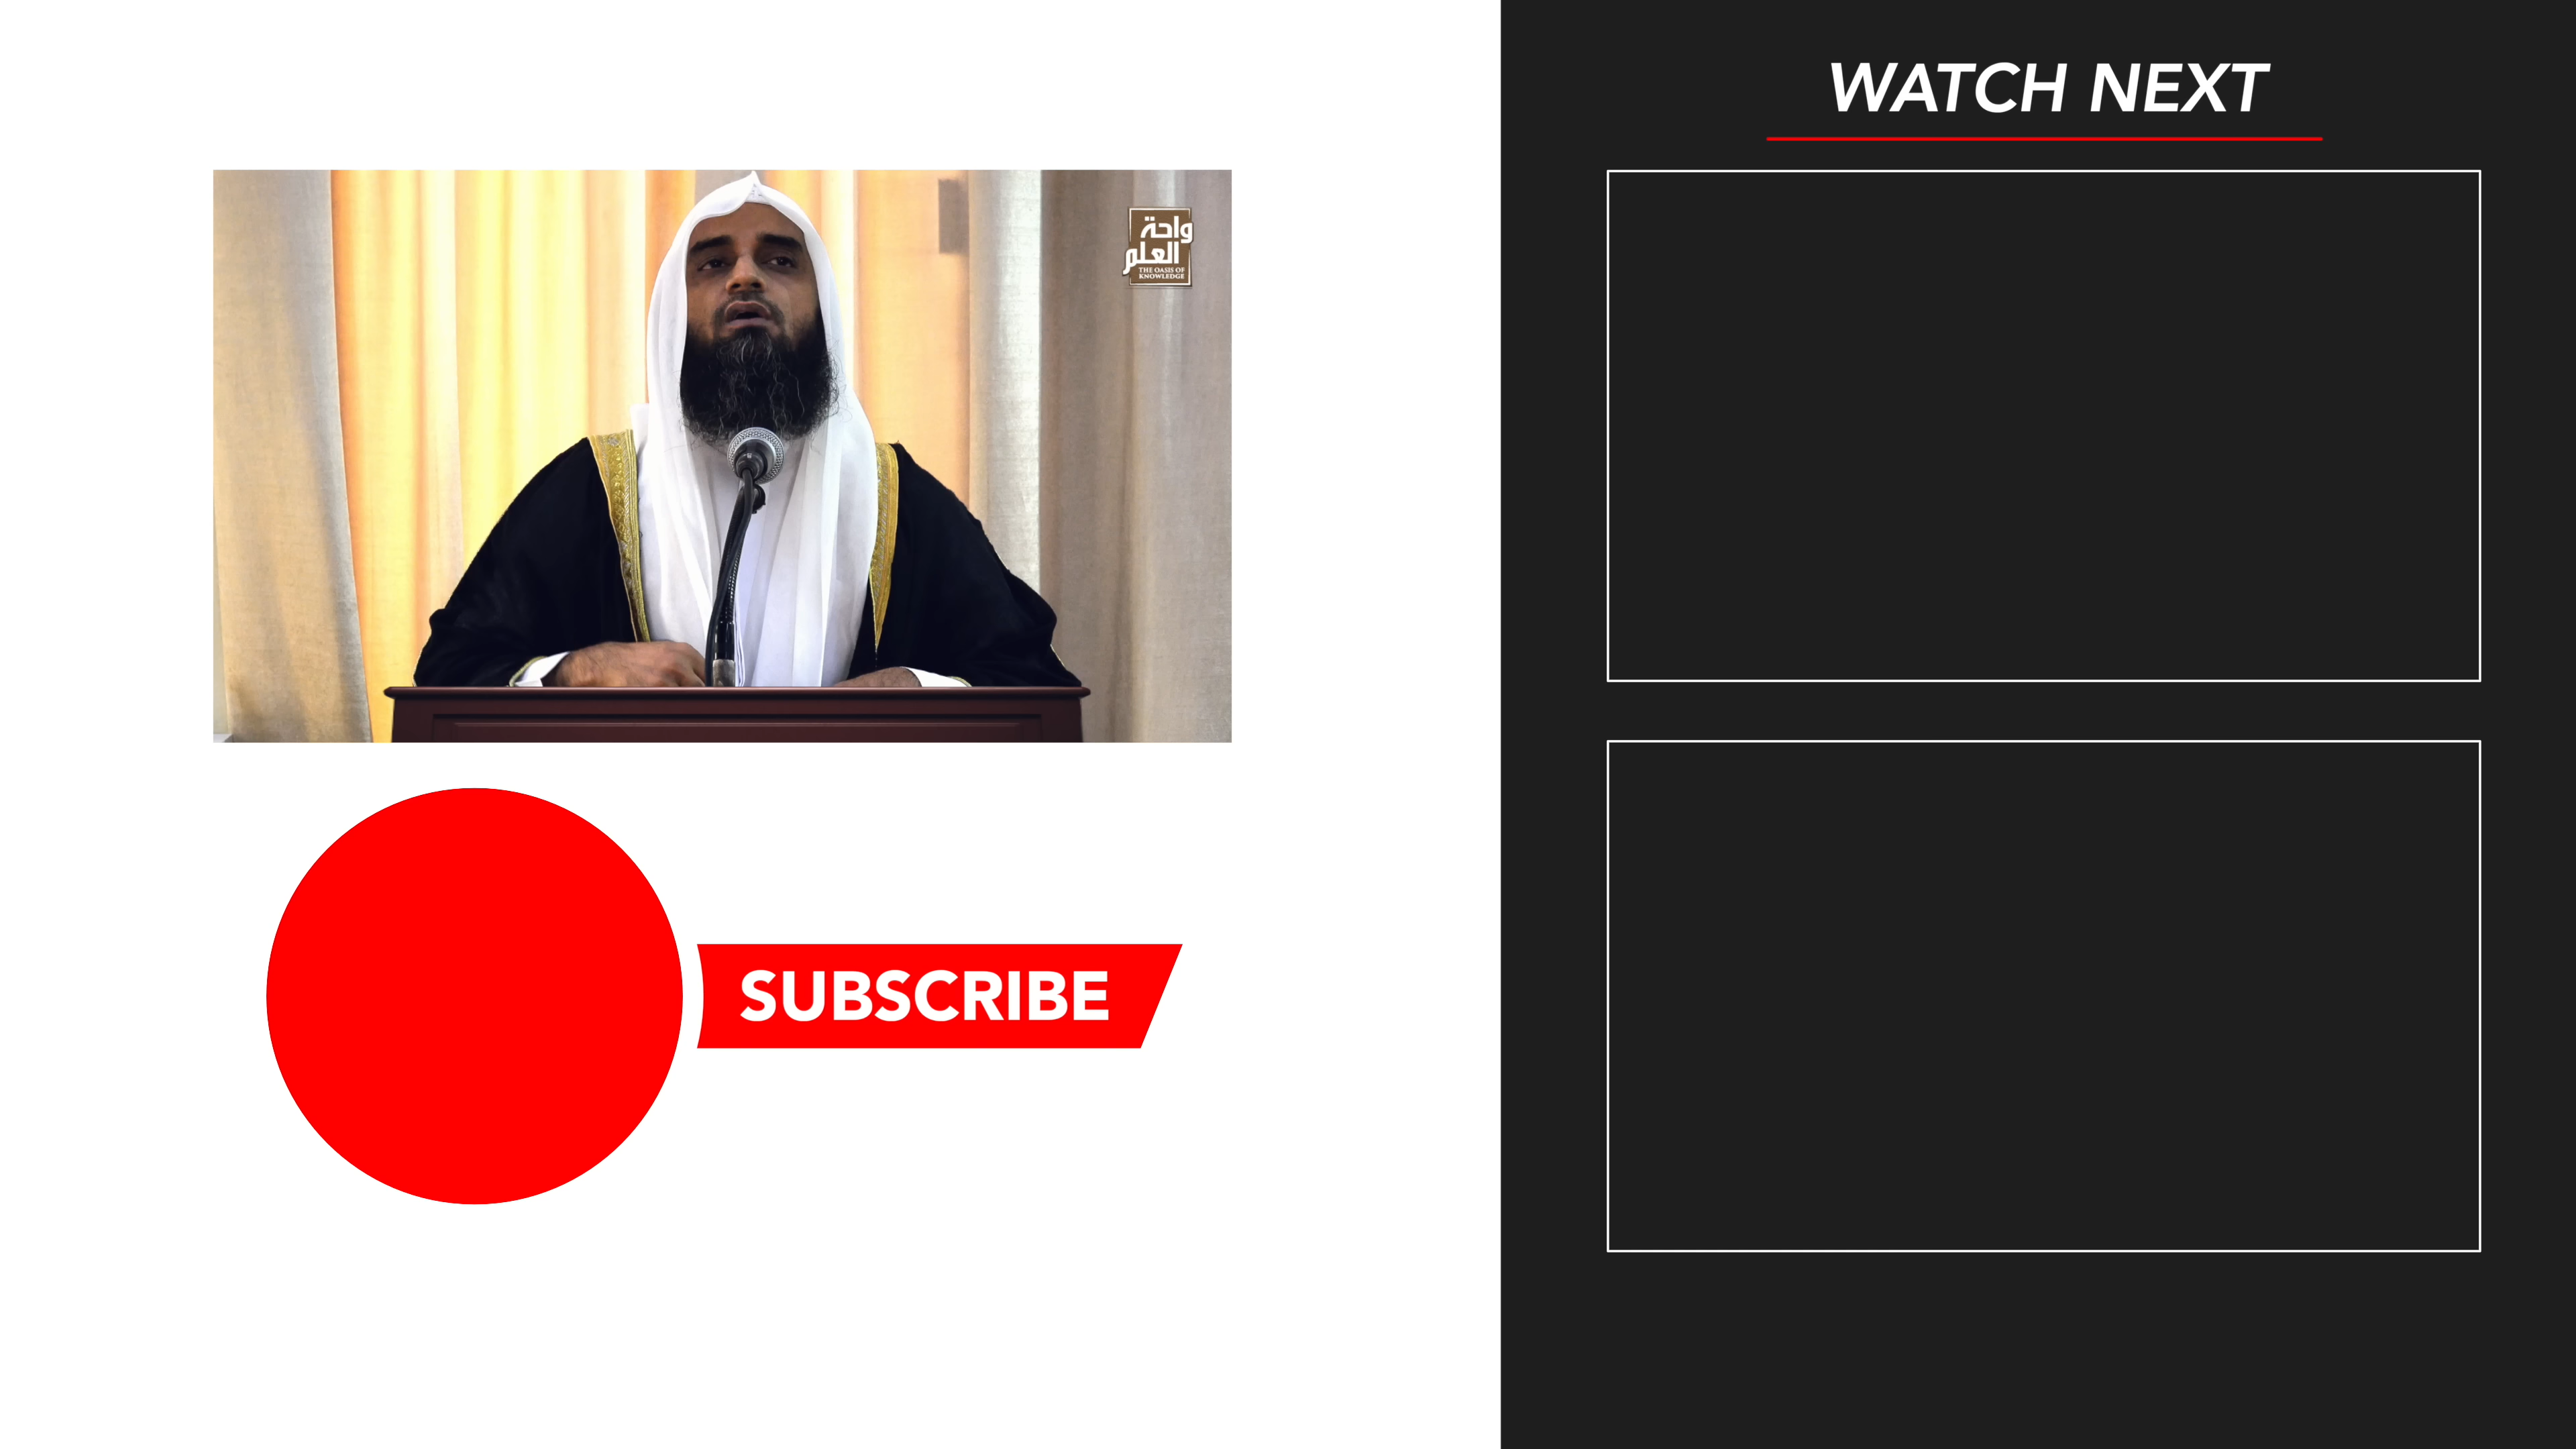 واحة
العلم
THE OASIS OF
KNOWLEDGE
SUBSCRIBE
WATCH NEXT